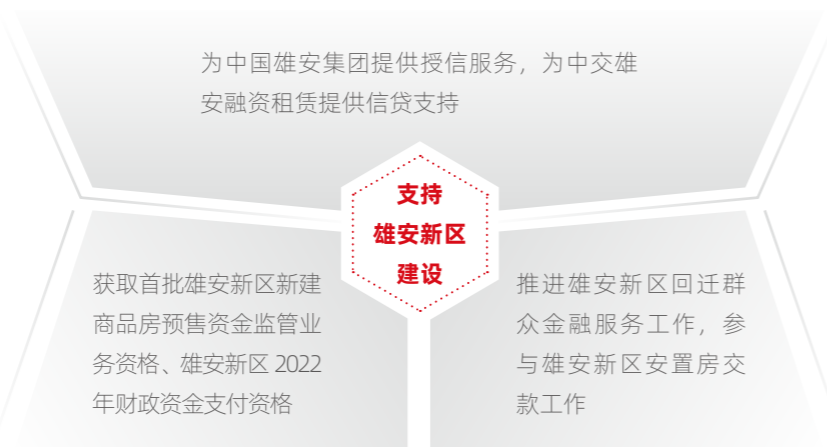 为中国雄安集团提供授信服务，为中交雄
安融资租赁提供信贷支持
支持
雄安新区
建设
获取首批雄安新区新建
商品房预售资金监管业
务资格、雄安新区 2022
年财政资金支付资格
推进雄安新区回迁群
众金融服务工作，参
与雄安新区安置房交
款工作